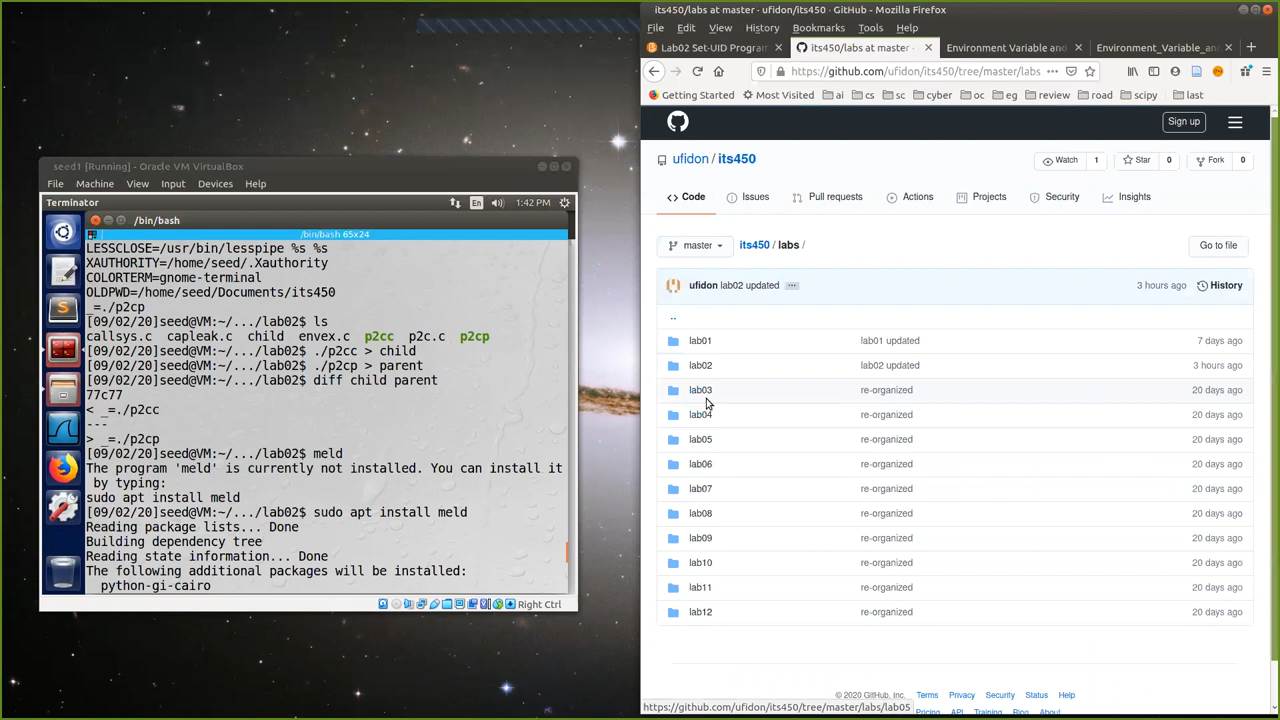 seed1 [Running] - Oracle VM VirtualBox
File Machine View Input Devices Help
Terminator
En
1:42 PM
/bin/bash
/bin/bash 65x24
LESSCLOSE=/usr/bin/lesspipe %s %s
XAUTHORITY=/home/seed/.Xauthority
COLORTERM=gnome-terminal
OLDPWD=/home/seed/Documents/its450
_=./p2cp
[09/02/20]seed@VM:~/.../lab02$ ls
callsys.c capleak.c child envex.c p2cc p2c.c p2cp
[09/02/20]seed@VM:~/.../lab02$ ./p2cc > child
[09/02/20]seed@VM:~/.../lab02$ ./p2cp > parent
[09/02/20]seed@VM:~/.../lab02$ diff child parent
77c77
< _=./p2cc
---
> _=./p2cp
[09/02/20]seed@VM:~/.../lab02$ meld
The program 'meld' is currently not installed. You can install it
by typing:
sudo apt install meld
[09/02/20]seed@VM:~/.../lab02$ sudo apt install meld
Reading package lists... Done
Building dependency tree
Reading state information... Done
The following additional packages will be installed:
python-gi-cairo
Right Ctrl
its450/labs at master · ufidon/its450 · GitHub - Mozilla Firefox
File Edit View History Bookmarks Tools Help
Lab02 Set-UID Program
its450/labs at master ·
Environment Variable and
Environment_Variable_an
https://github.com/ufidon/its450/tree/master/labs
Getting Started Most Visited ai cs sc cyber oc eg review road scipy last
Sign up
ufidon / its450
Watch 1 Star 0 Fork 0
Code Issues Pull requests Actions Projects Security Insights
master its450 / labs / Go to file
ufidon lab02 updated ... 3 hours ago History
..
lab01 lab01 updated 7 days ago
lab02 lab02 updated 3 hours ago
lab03 re-organized 20 days ago
lab04 re-organized 20 days ago
lab05 re-organized 20 days ago
lab06 re-organized 20 days ago
lab07 re-organized 20 days ago
lab08 re-organized 20 days ago
lab09 re-organized 20 days ago
lab10 re-organized 20 days ago
lab11 re-organized 20 days ago
lab12 re-organized 20 days ago
© 2020 GitHub, Inc. Terms Privacy Security Status Help
https://github.com/ufidon/its450/tree/master/labs/lab05
Pricing API Training Blog About